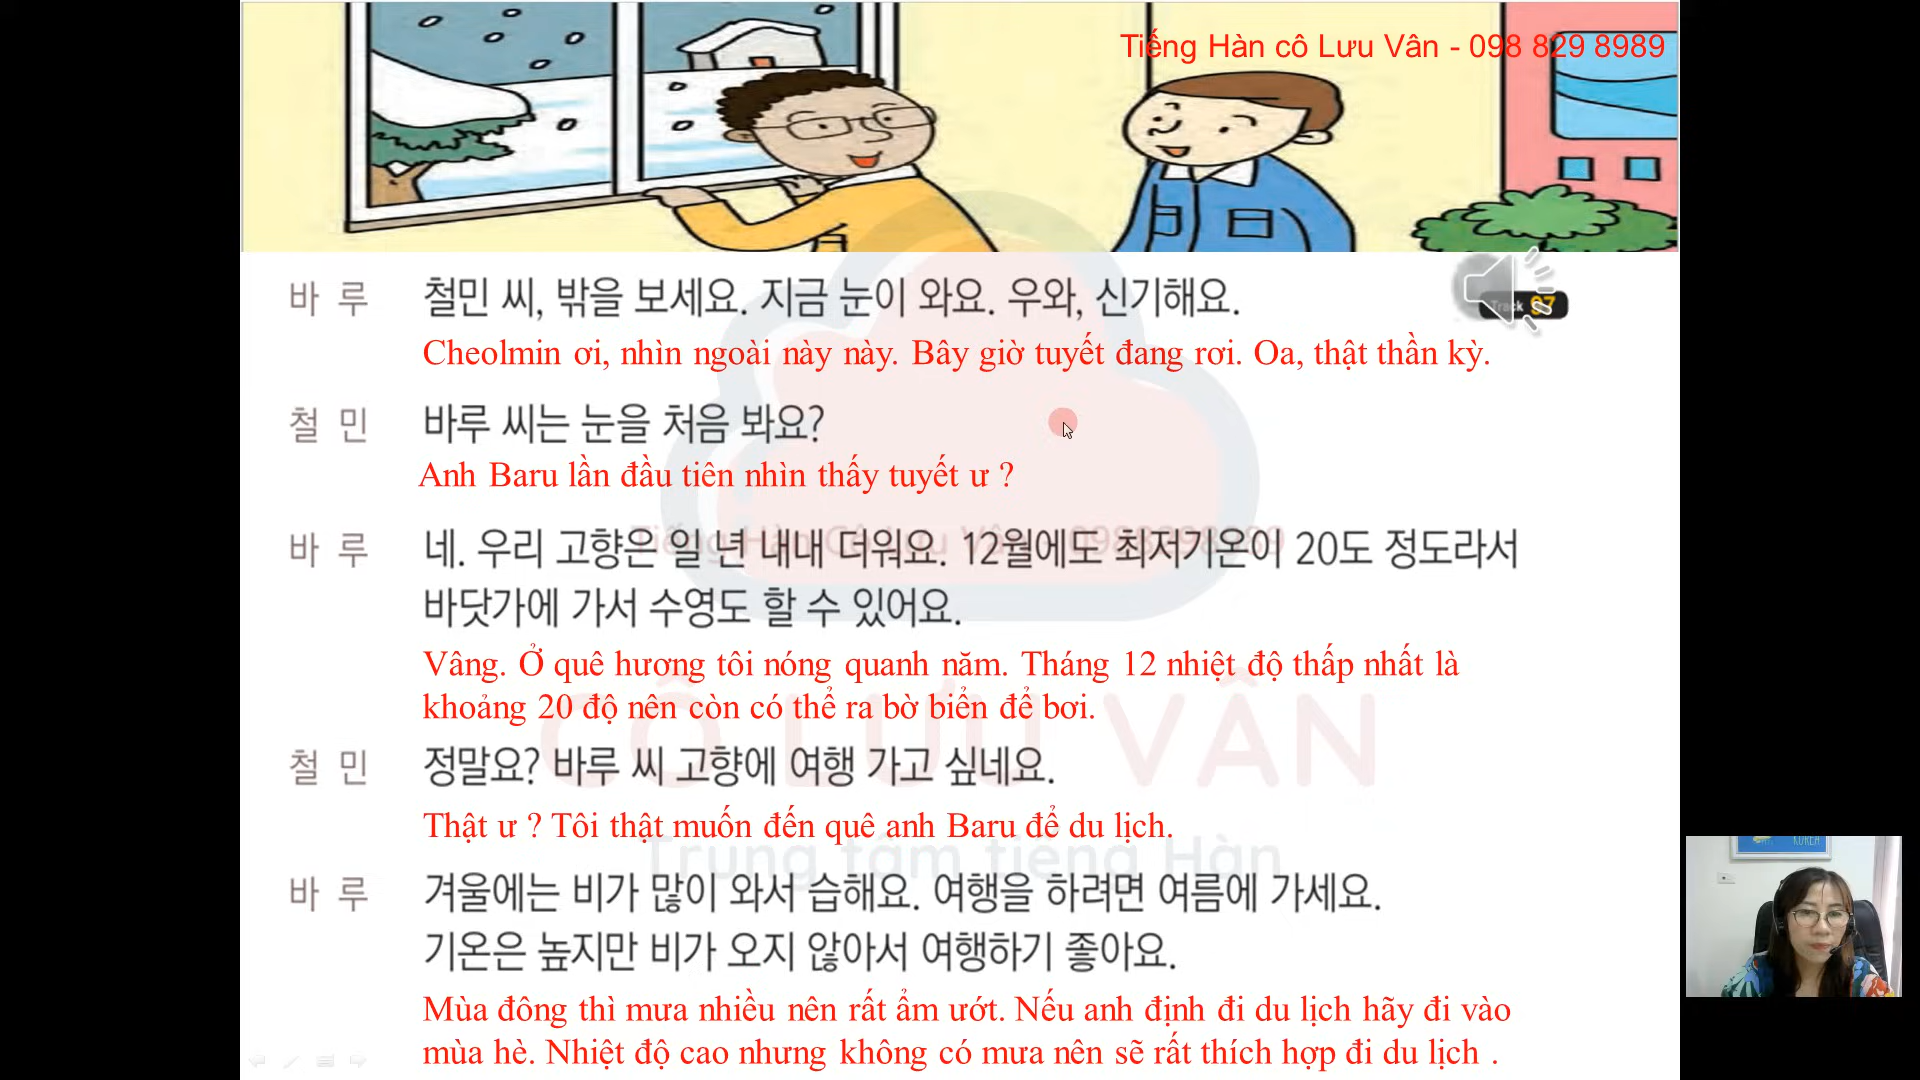 Tiếng Hàn cô Lưu Vân - 098 829 8989
바 루 철민 씨, 밖을 보세요. 지금 눈이 와요. 우와, 신기해요.
Track 97
Cheolmin ơi, nhìn ngoài này này. Bây giờ tuyết đang rơi. Oa, thật thần kỳ.
철 민 바루 씨는 눈을 처음 봐요?
Anh Baru lần đầu tiên nhìn thấy tuyết ư ?
바 루 네. 우리 고향은 일 년 내내 더워요. 12월에도 최저기온이 20도 정도라서
바닷가에 가서 수영도 할 수 있어요.
Vâng. Ở quê hương tôi nóng quanh năm. Tháng 12 nhiệt độ thấp nhất là
khoảng 20 độ nên còn có thể ra bờ biển để bơi.
CÔ LƯU VÂN
철 민 정말요? 바루 씨 고향에 여행 가고 싶네요.
Thật ư ? Tôi thật muốn đến quê anh Baru để du lịch.
Trung tâm tiếng Hàn
바 루 겨울에는 비가 많이 와서 습해요. 여행을 하려면 여름에 가세요.
기온은 높지만 비가 오지 않아서 여행하기 좋아요.
Mùa đông thì mưa nhiều nên rất ẩm ướt. Nếu anh định đi du lịch hãy đi vào
mùa hè. Nhiệt độ cao nhưng không có mưa nên sẽ rất thích hợp đi du lịch .
KOREA